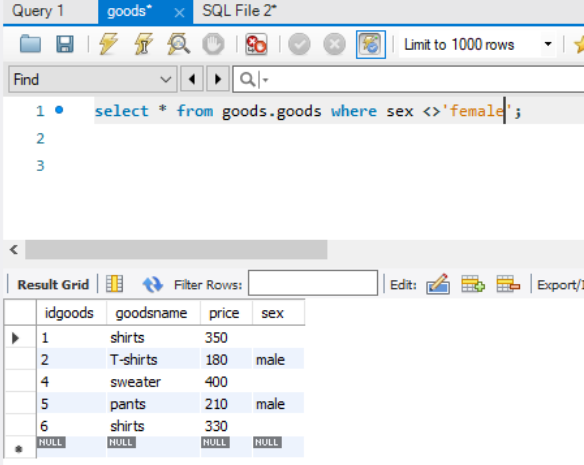 Query 1 goods* × SQL File 2*
Limit to 1000 rows
Find
1 select * from goods.goods where sex <>'female';
2
3
Result Grid Filter Rows: Edit: Export/
idgoods goodsname price sex
1 shirts 350
2 T-shirts 180 male
4 sweater 400
5 pants 210 male
6 shirts 330
NULL NULL NULL NULL